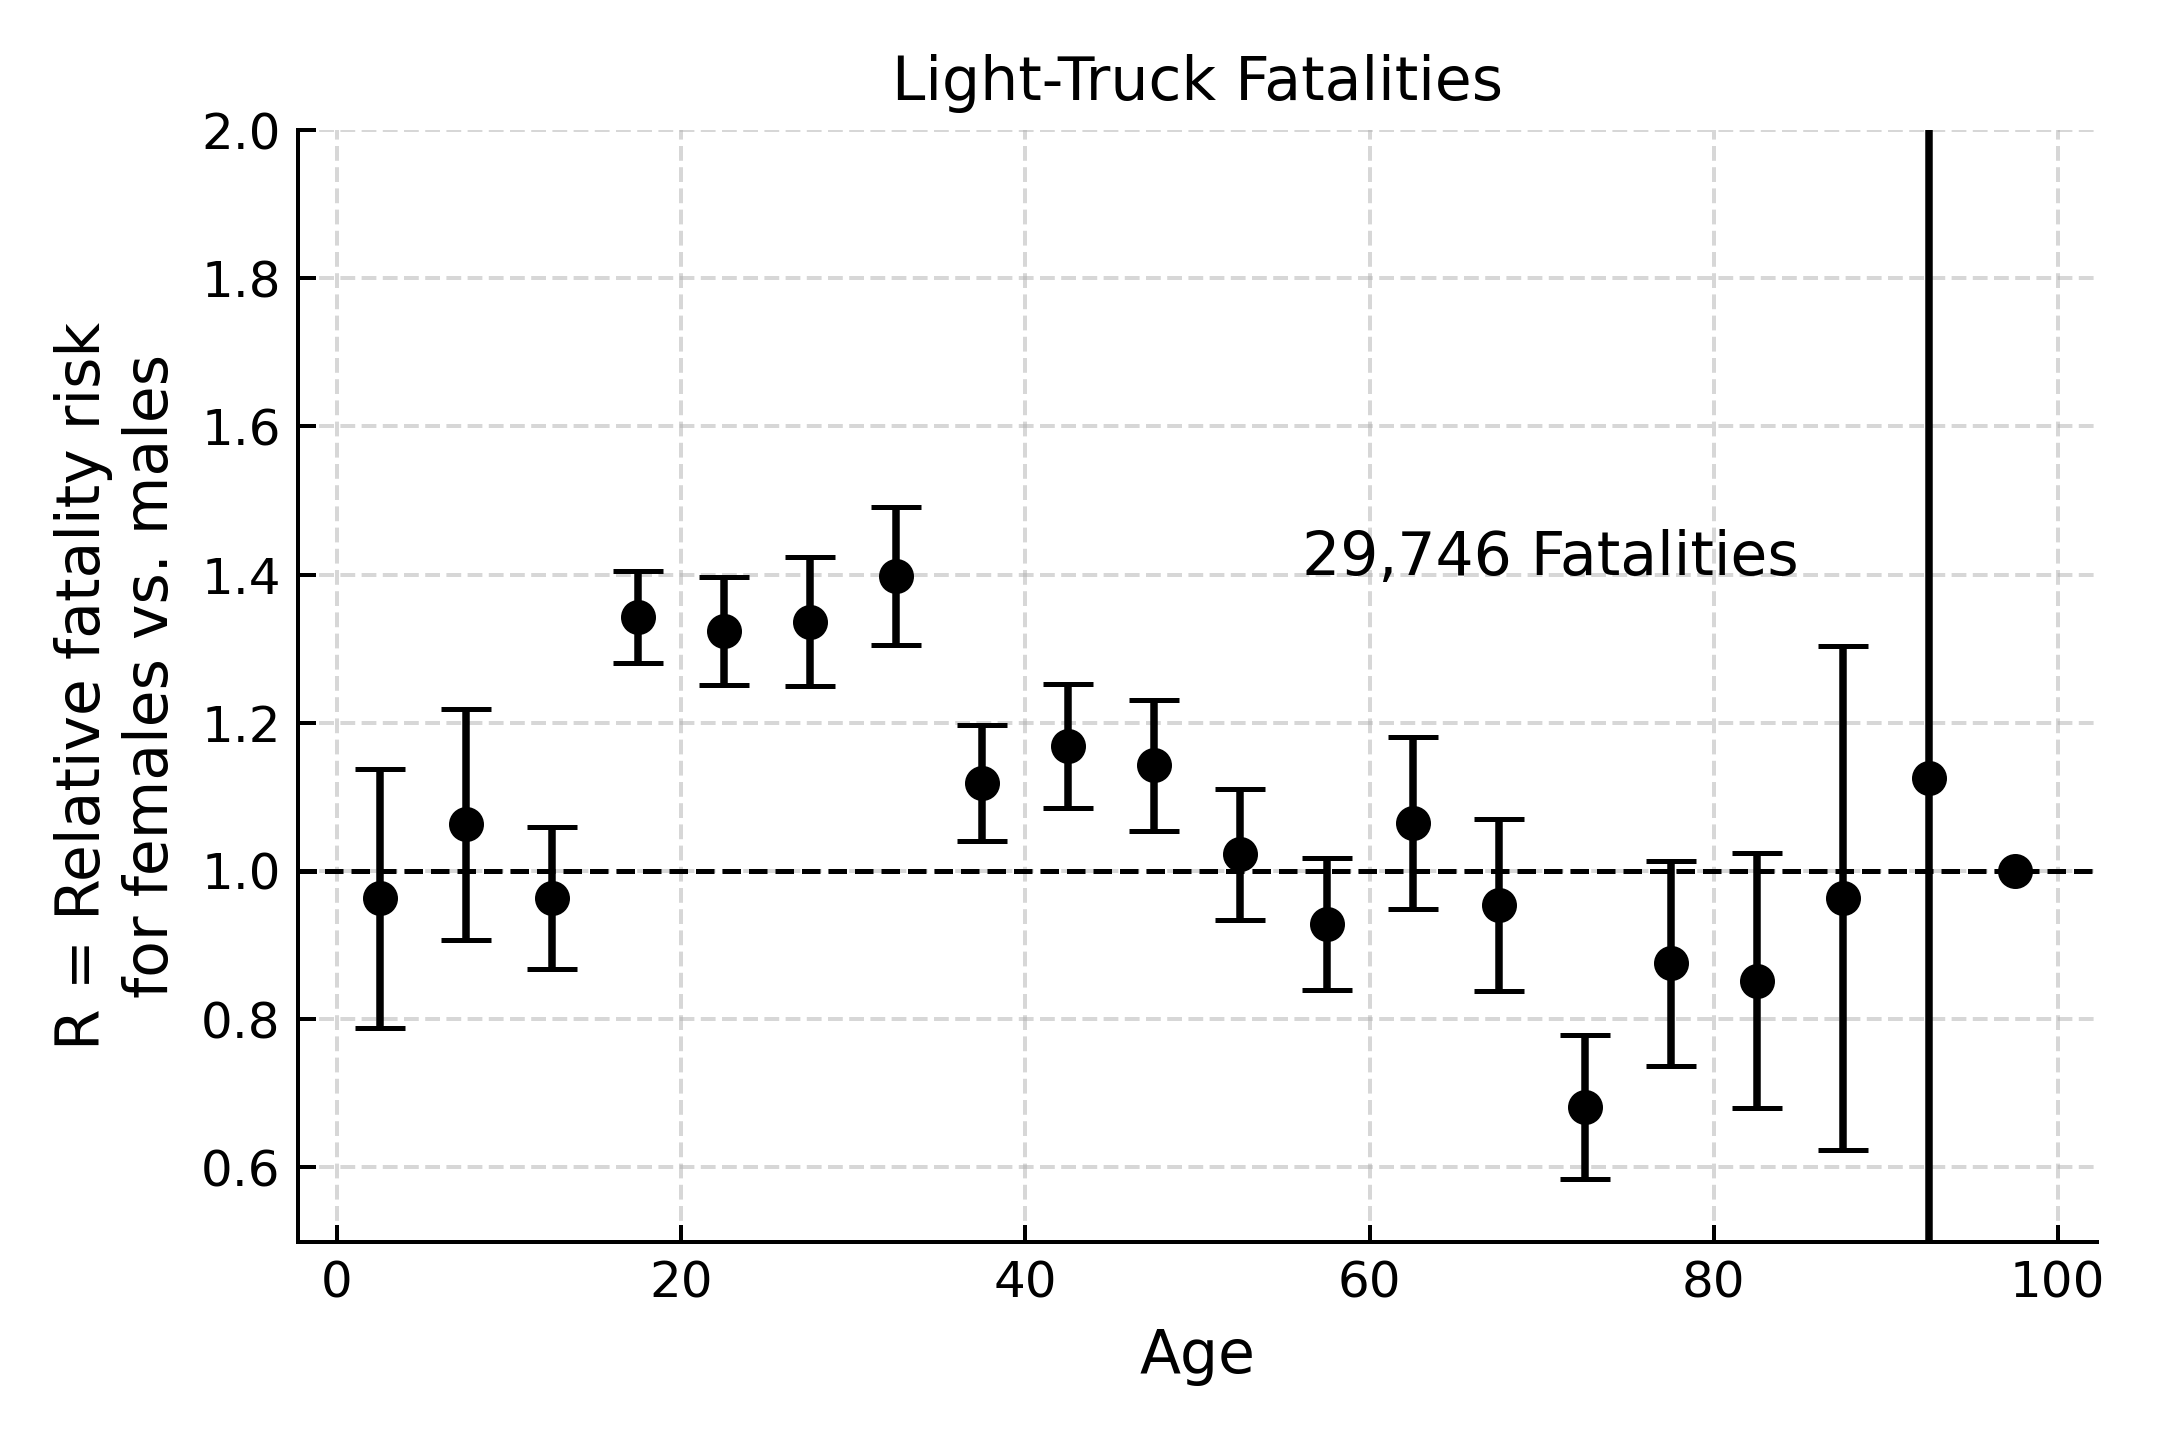 Light-Truck Fatalities
R = Relative fatality risk
for females vs. males
2.0
1.8
1.6
1.4
1.2
1.0
0.8
0.6
29,746 Fatalities
0 20 40 60 80 100
Age